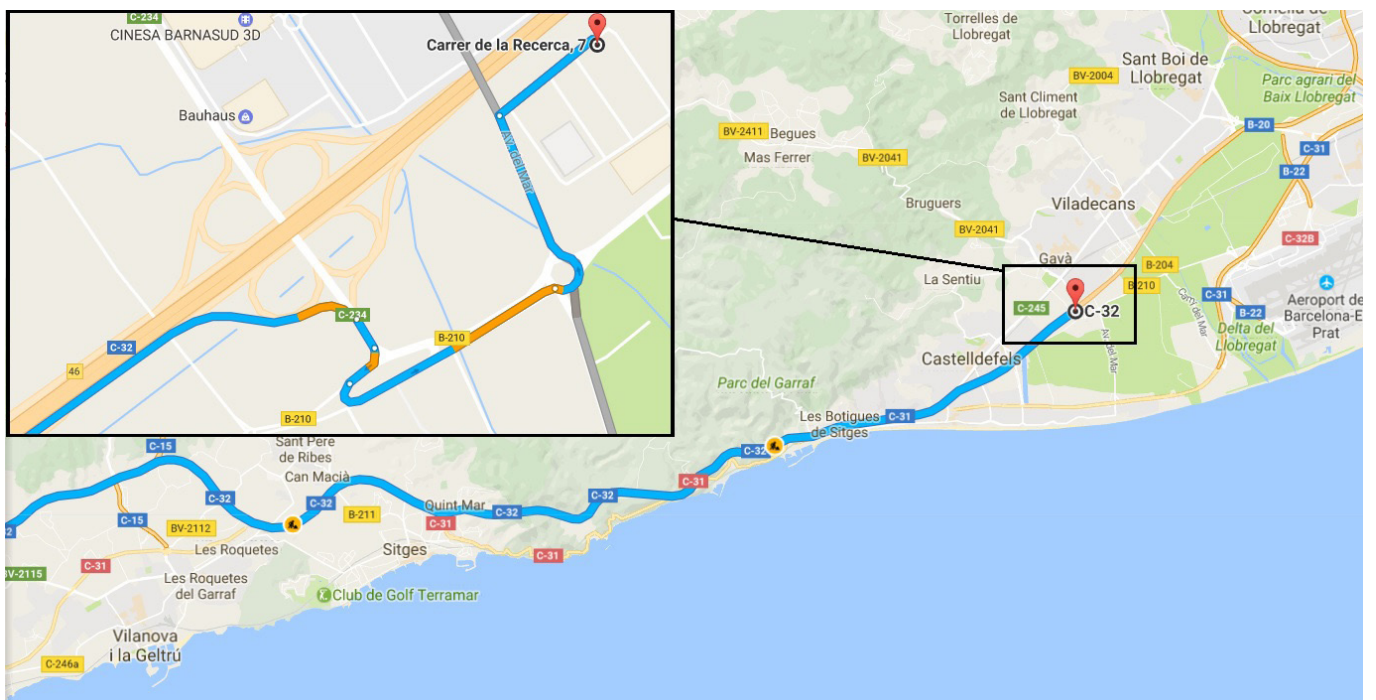 C-234
CINESA BARNASUD 3D
Carrer de la Recerca, 7
Bauhaus
Av. del Mar
C-234
C-32
B-210
46
B-210
Torrelles de
Llobregat
Llobregat
Sant Boi de
Llobregat
BV-2004
Parc agrari del
Baix Llobregat
Sant Climent
de Llobregat
B-20
BV-2411
Begues
Mas Ferrer
BV-2041
C-31
B-22
Bruguers
Viladecans
BV-2041
C-32B
Gavà
B-204
La Sentiu
B-210
C-245
C-32
C-31
B-22
Aeroport de
Barcelona-E
Prat
Delta del
Llobregat
Av. del Mar
Castelldefels
Parc del Garraf
Les Botigues
de Sitges
C-31
C-32
C-31
C-15
Sant Pere
de Ribes
Can Macià
C-32
C-32
C-32
Quint Mar
C-32
C-31
B-211
C-15
BV-2112
Les Roquetes
Sitges
C-31
C-31
BV-2115
Les Roquetes
del Garraf
Club de Golf Terramar
Vilanova
i la Geltrú
C-246a